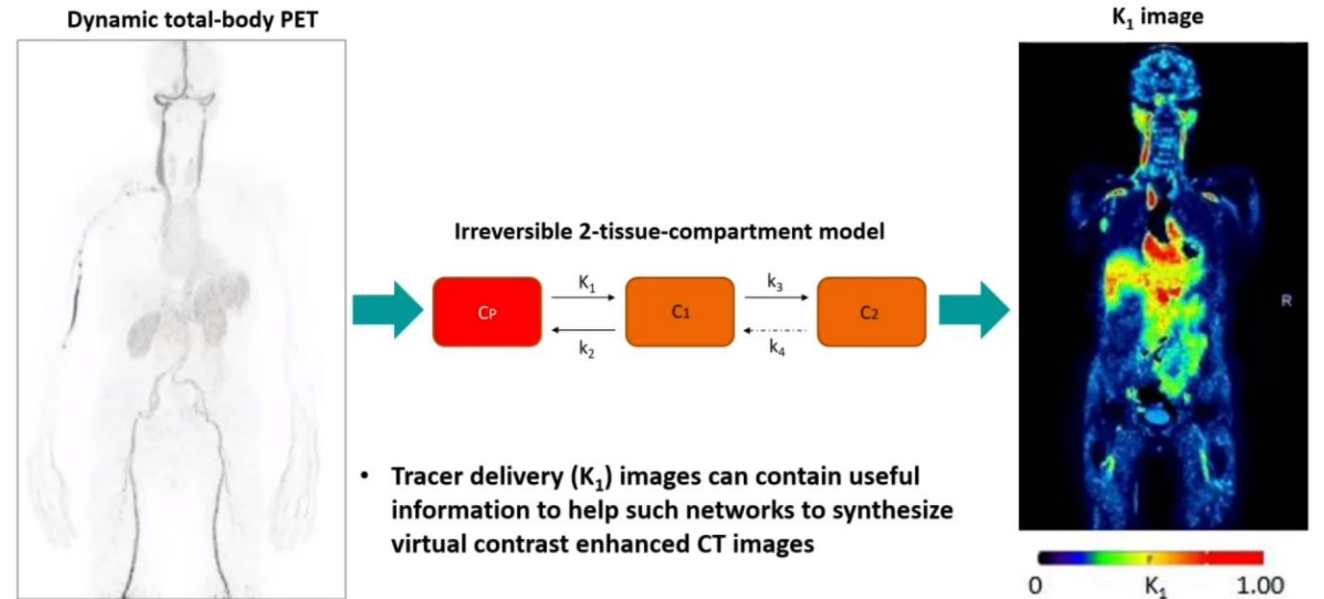 Dynamic total-body PET
K₁ image
Irreversible 2-tissue-compartment model
CP
K₁
k₂
C₁
k₃
k₄
C₂
R
• Tracer delivery (K₁) images can contain useful
information to help such networks to synthesize
virtual contrast enhanced CT images
0
K₁
1.00